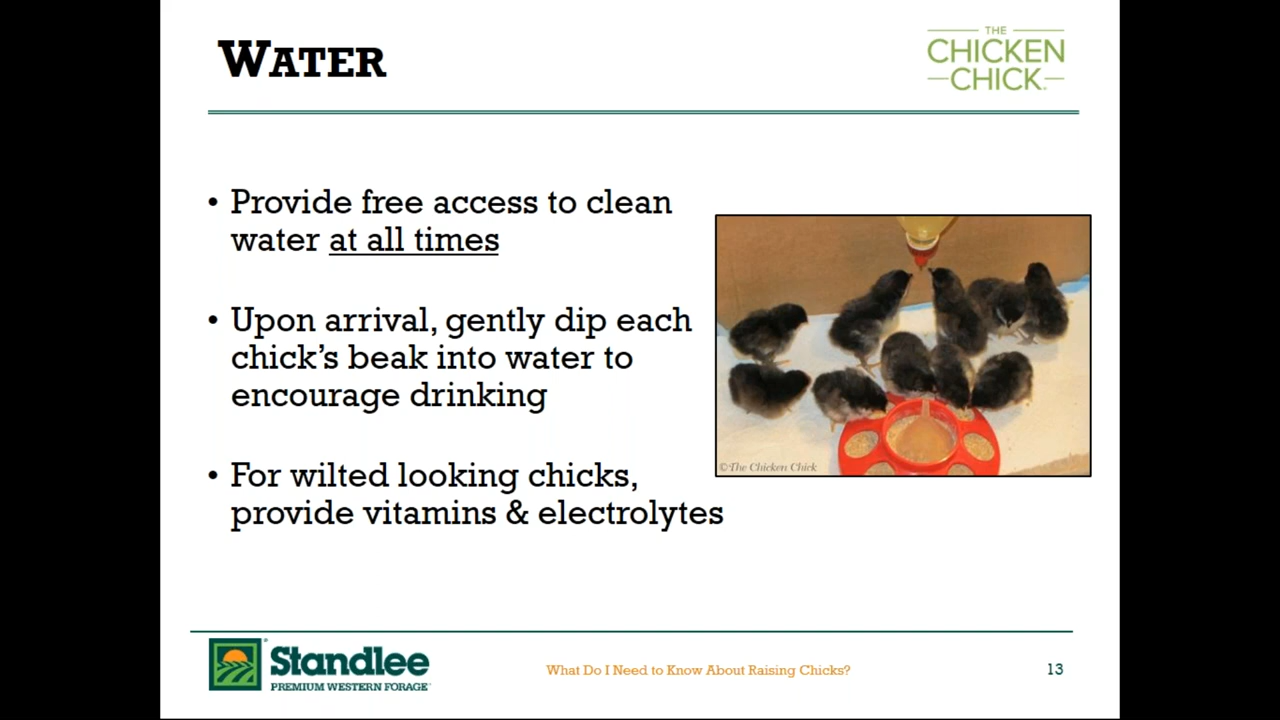 WATER
THE
CHICKEN
CHICK®
• Provide free access to clean
water at all times
• Upon arrival, gently dip each
chick's beak into water to
encourage drinking
• For wilted looking chicks,
provide vitamins & electrolytes
©The Chicken Chick
Standlee®
PREMIUM WESTERN FORAGE®
What Do I Need to Know About Raising Chicks?
13